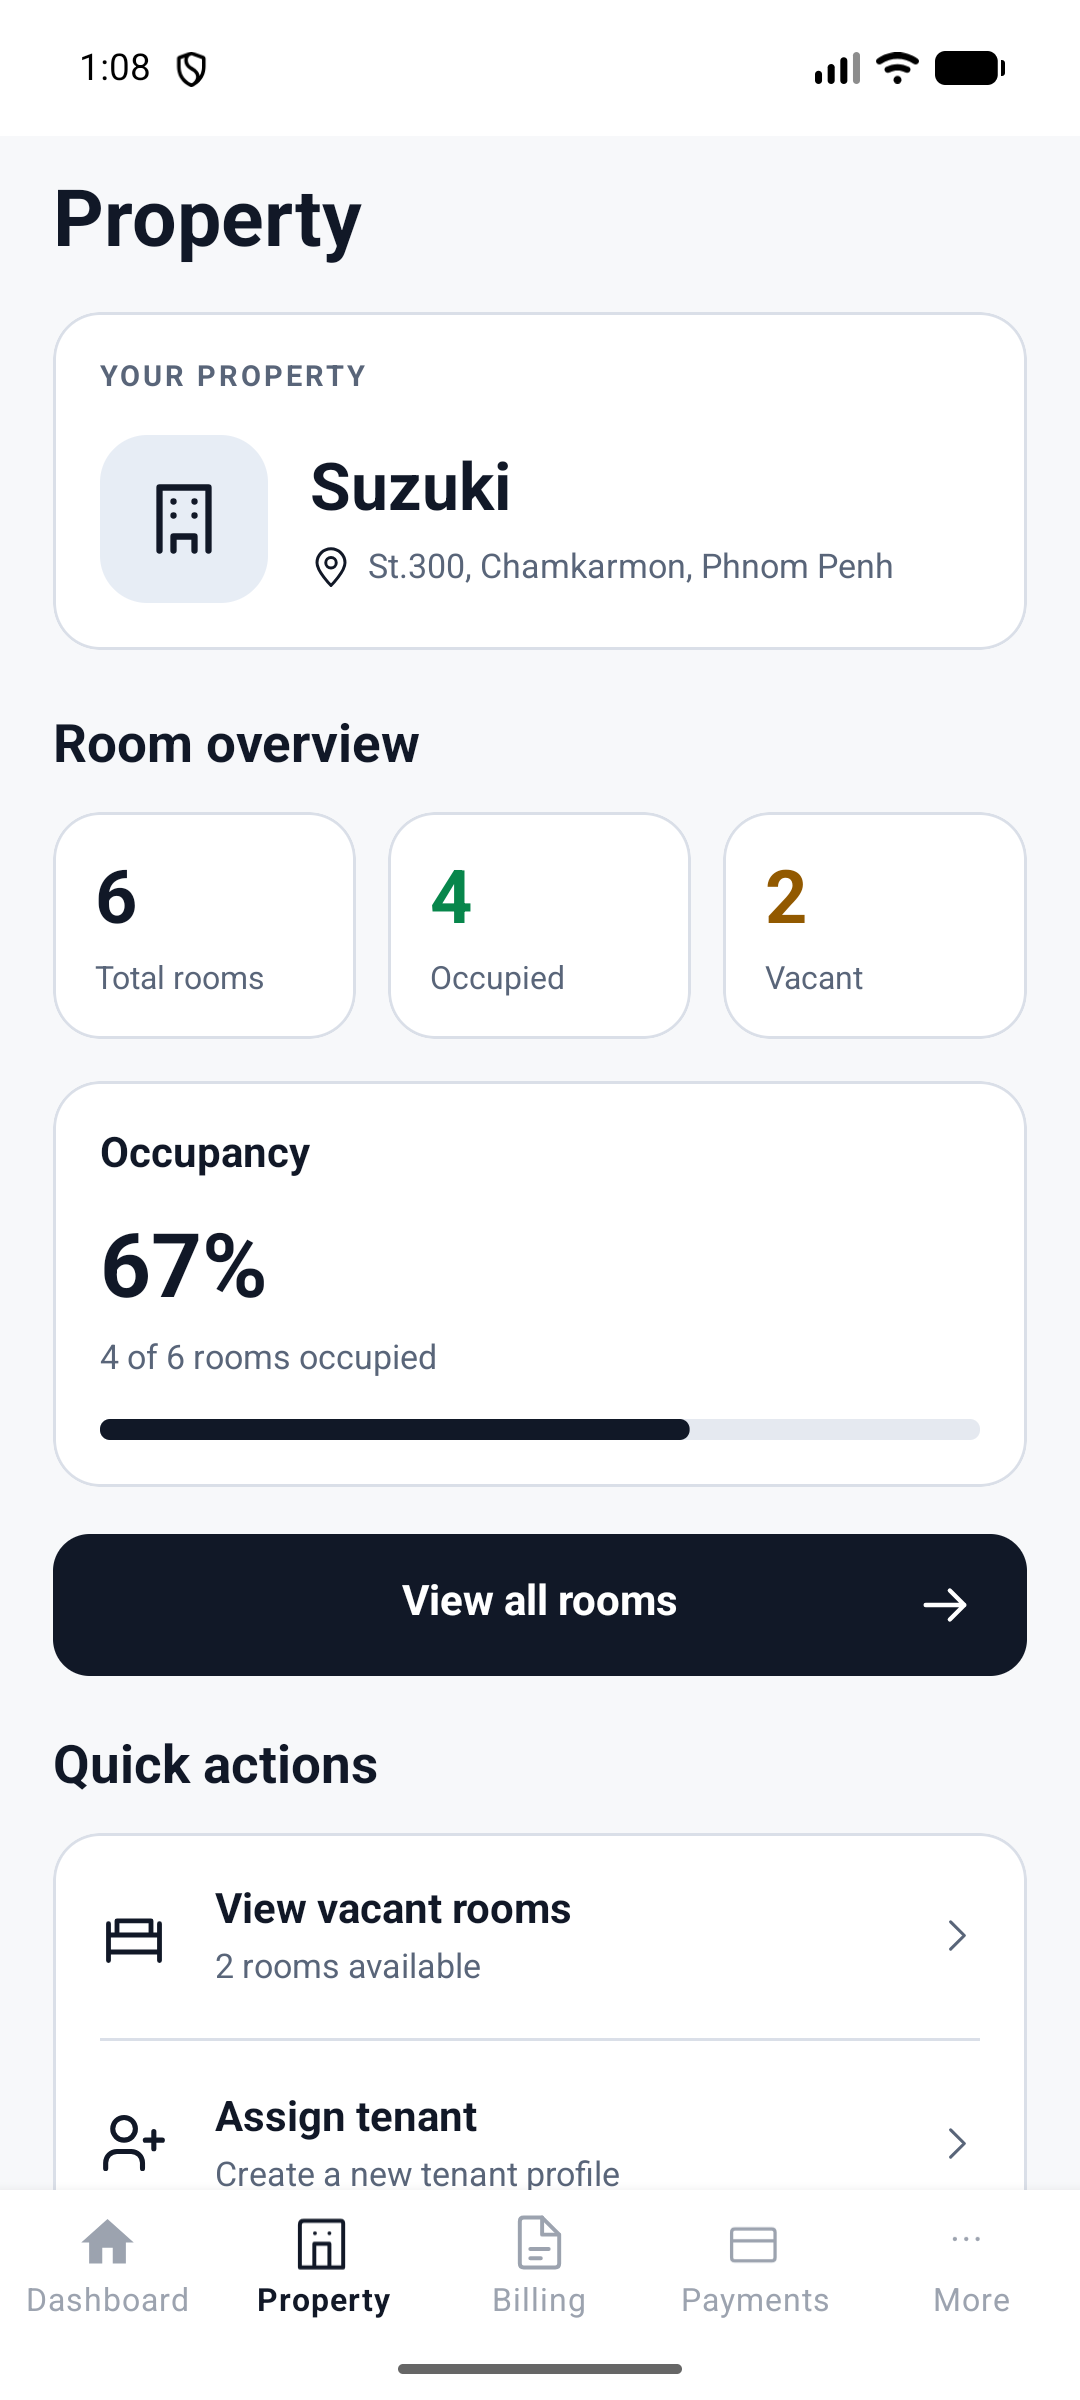 1:08
Property
YOUR PROPERTY
Suzuki
St.300, Chamkarmon, Phnom Penh
Room overview
6
Total rooms
4
Occupied
2
Vacant
Occupancy
67%
4 of 6 rooms occupied
View all rooms
Quick actions
View vacant rooms
2 rooms available
Assign tenant
Create a new tenant profile
Dashboard
Property
Billing
Payments
More